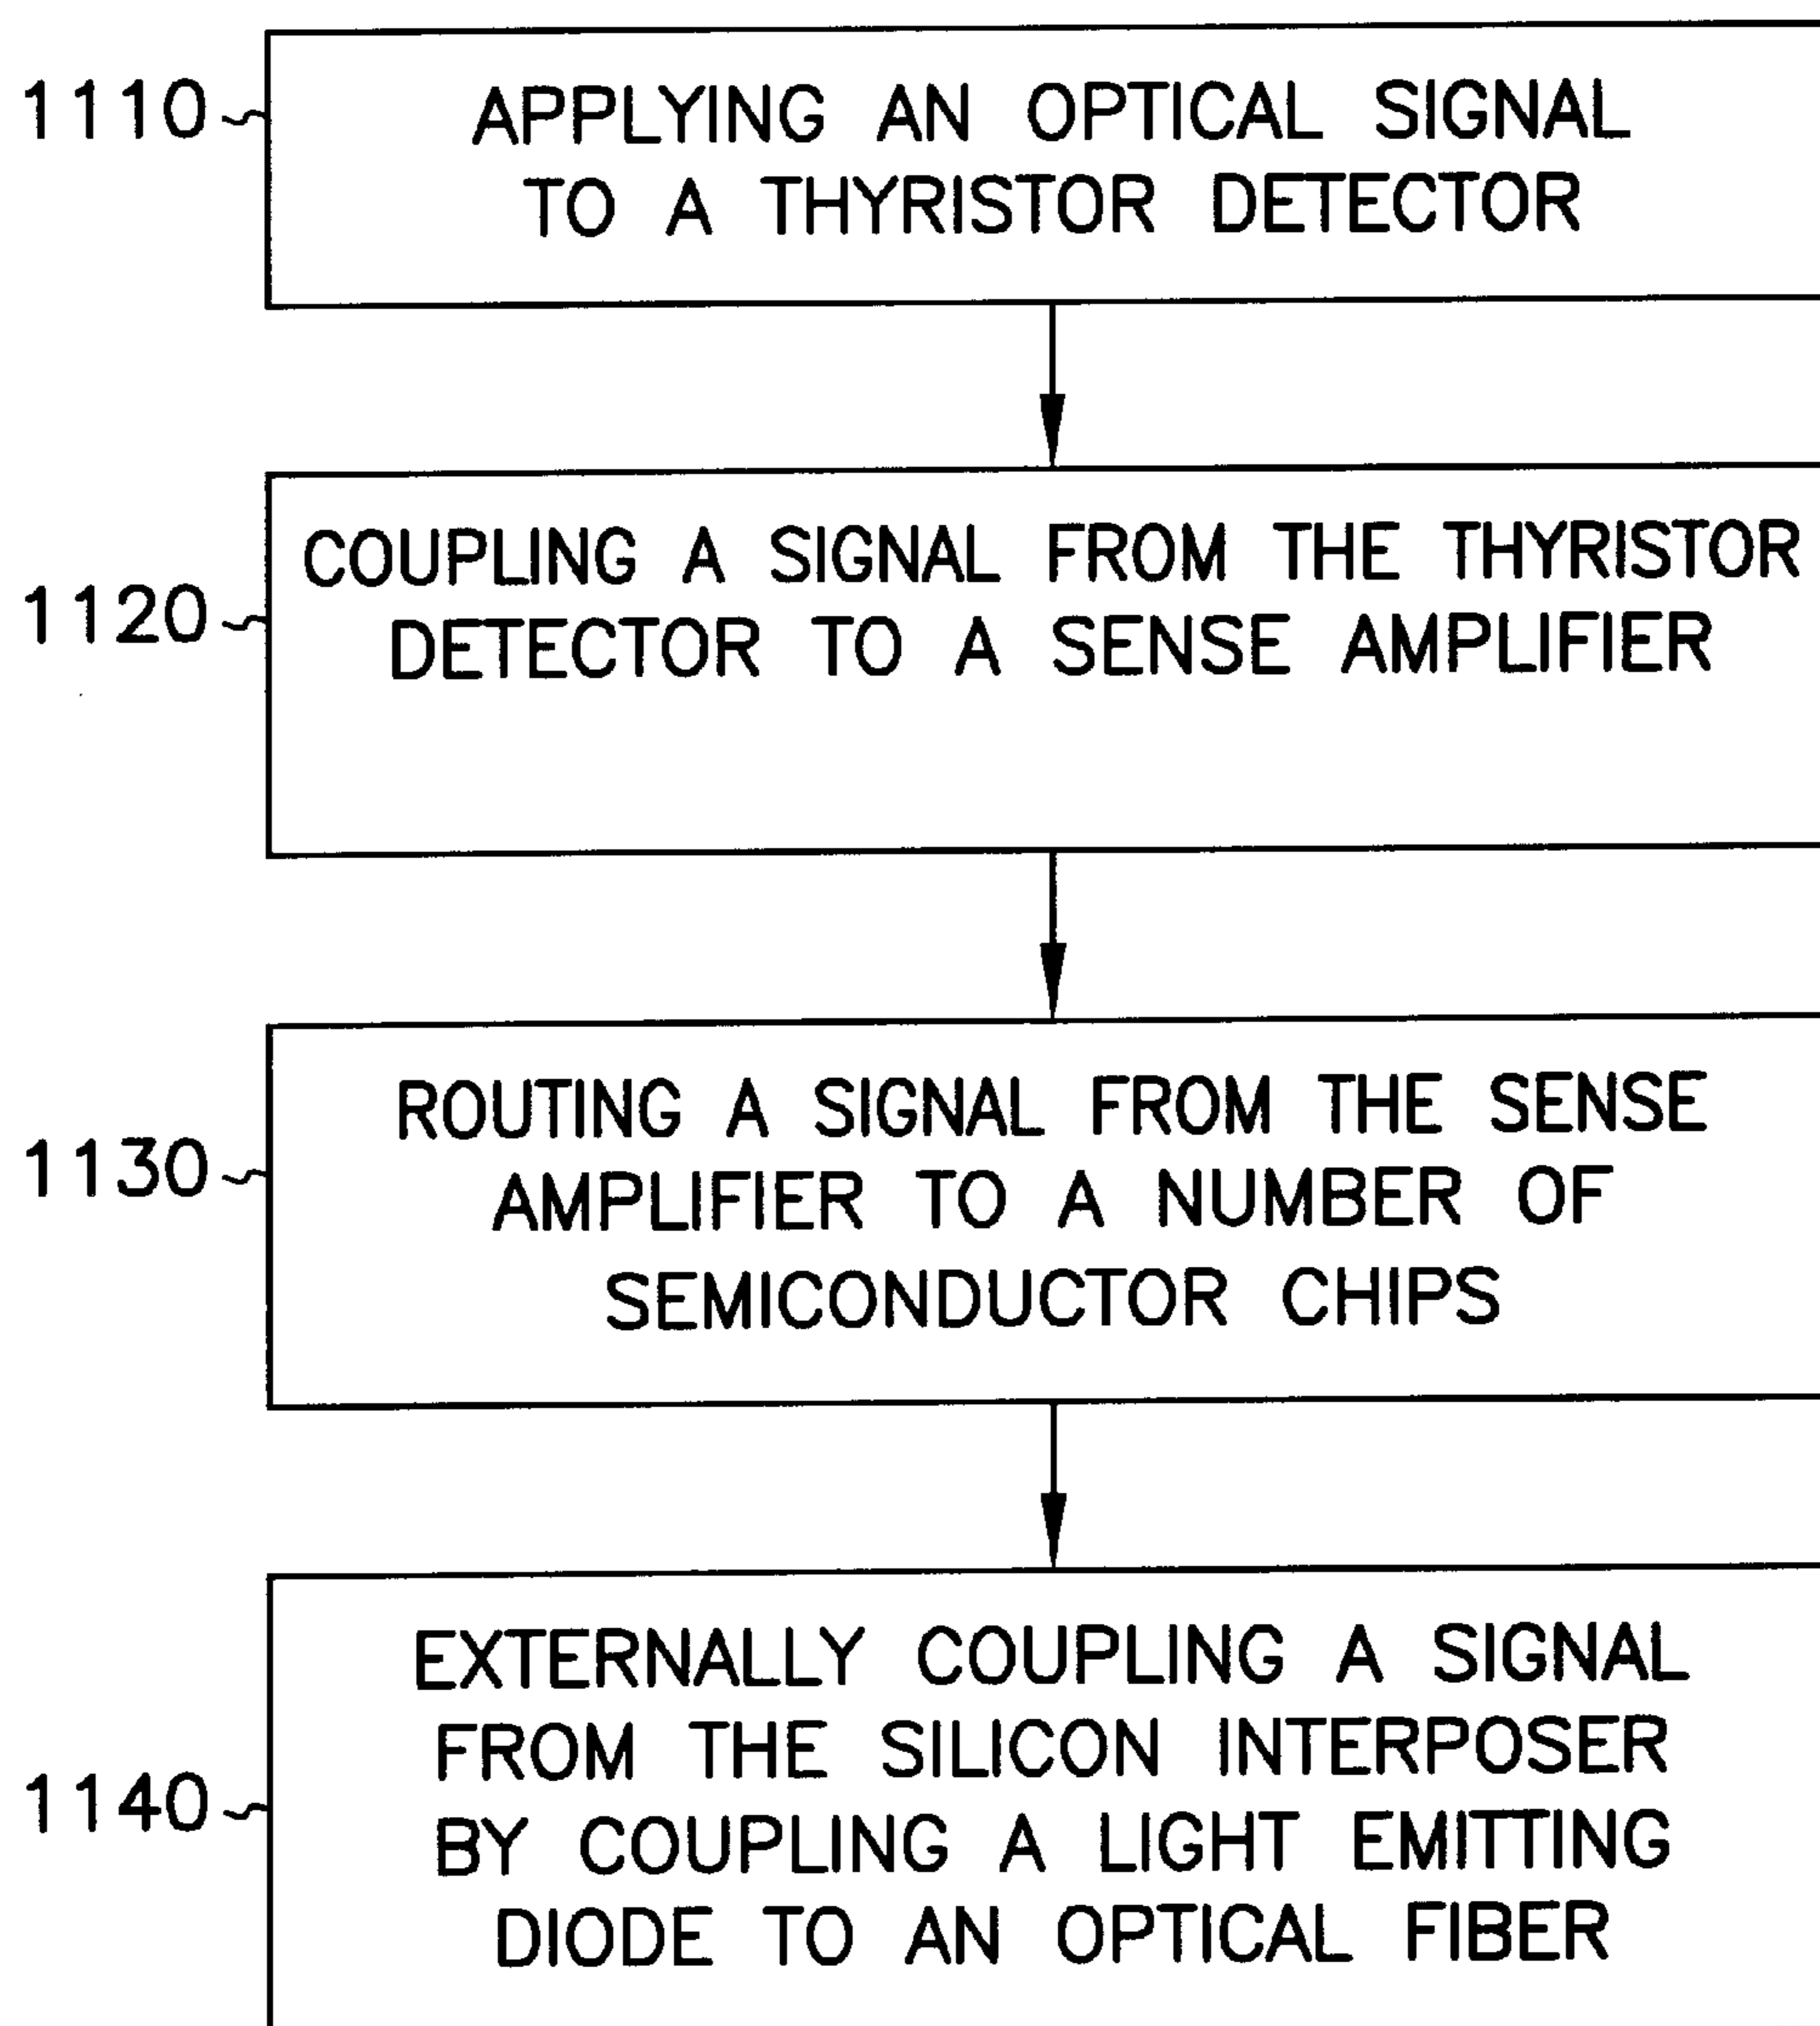 1110
APPLYING AN OPTICAL SIGNAL
TO A THYRISTOR DETECTOR
1120
COUPLING A SIGNAL FROM THE THYRISTOR
DETECTOR TO A SENSE AMPLIFIER
1130
ROUTING A SIGNAL FROM THE SENSE
AMPLIFIER TO A NUMBER OF
SEMICONDUCTOR CHIPS
1140
EXTERNALLY COUPLING A SIGNAL
FROM THE SILICON INTERPOSER
BY COUPLING A LIGHT EMITTING
DIODE TO AN OPTICAL FIBER